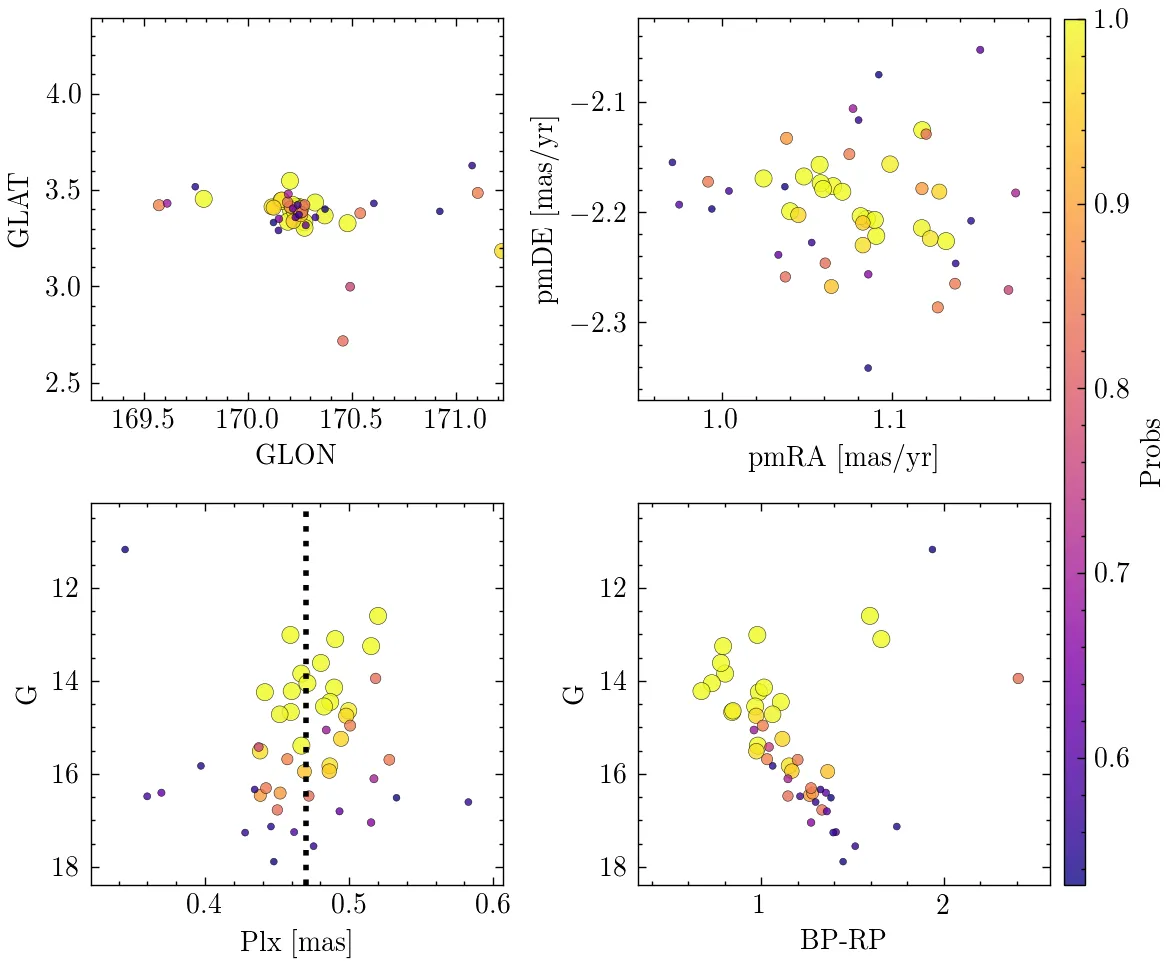 4.0
3.5
3.0
2.5
GLAT
169.5 170.0 170.5 171.0
GLON
−2.1
−2.2
−2.3
pmDE [mas/yr]
1.0 1.1
pmRA [mas/yr]
12
14
16
18
G
0.4 0.5 0.6
Plx [mas]
12
14
16
18
G
1 2
BP-RP
1.0
0.9
0.8
0.7
0.6
Probs